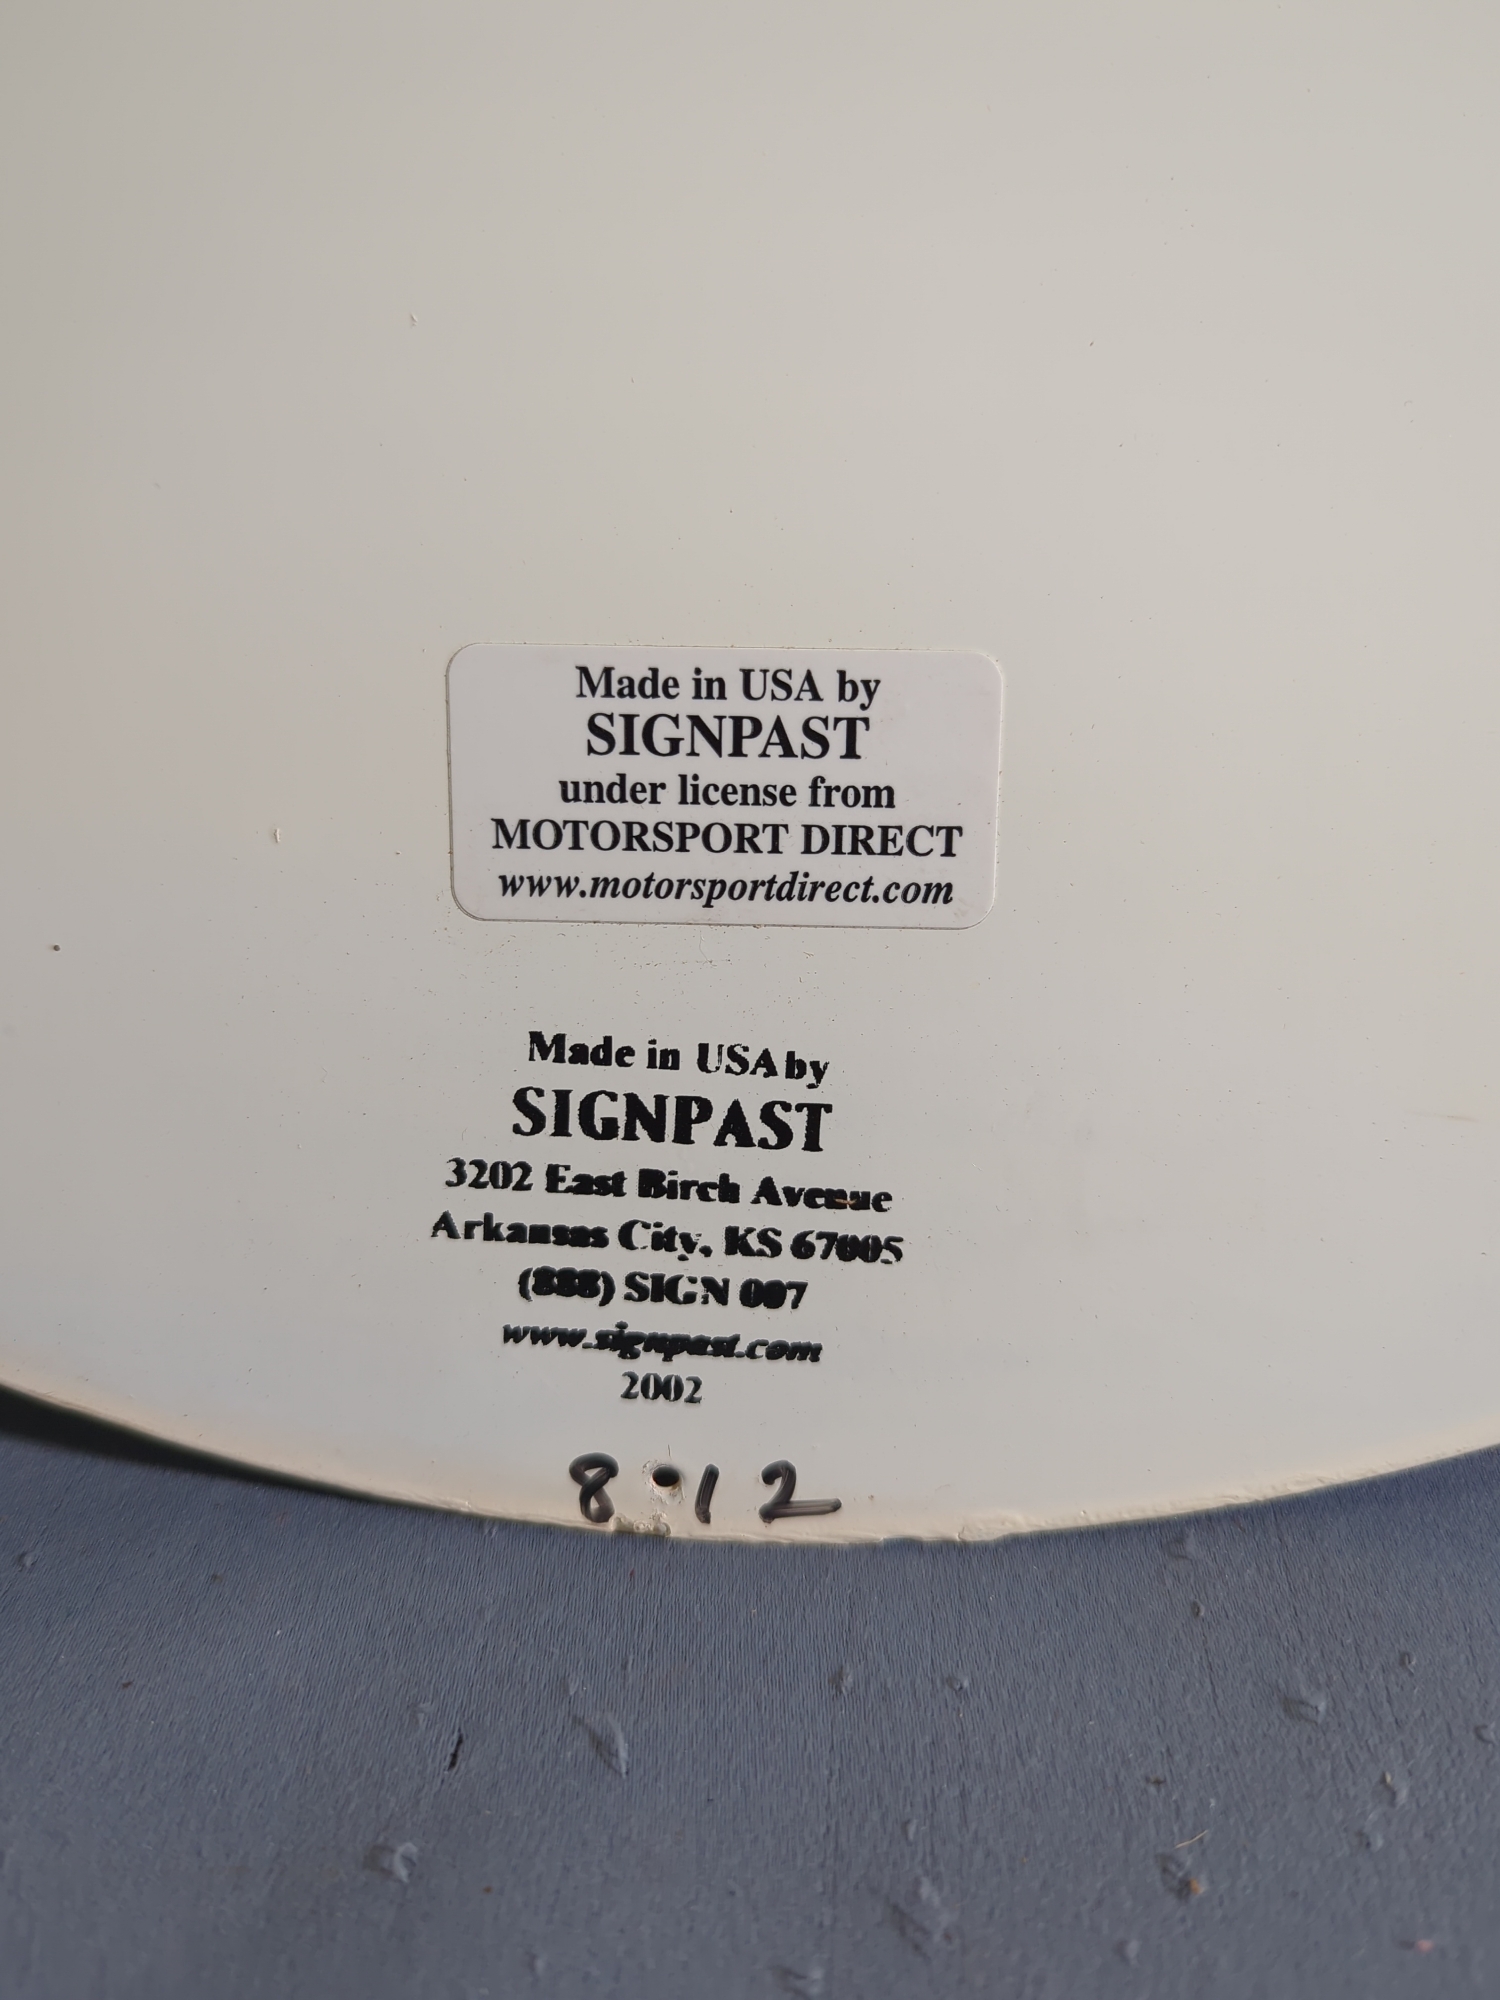 Made in USA by
SIGNPAST
under license from
MOTORSPORT DIRECT
www.motorsportdirect.com
Made in USA by
SIGNPAST
3202 East Birch Avenue
Arkansas City, KS 67005
(888) SIGN 007
www.signpast.com
2002
8 12